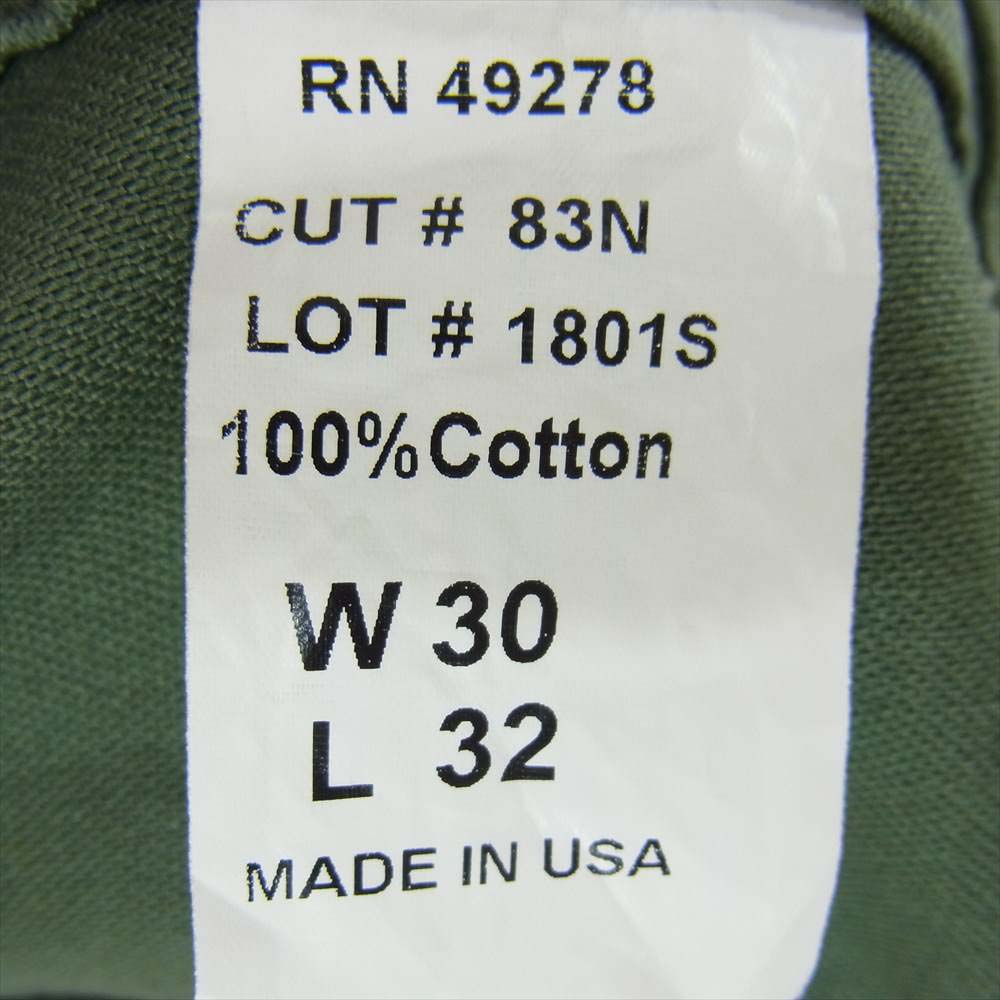 RN 49278
CUT # 83N
LOT # 1801S
100%Cotton
W 30
L 32
MADE IN USA